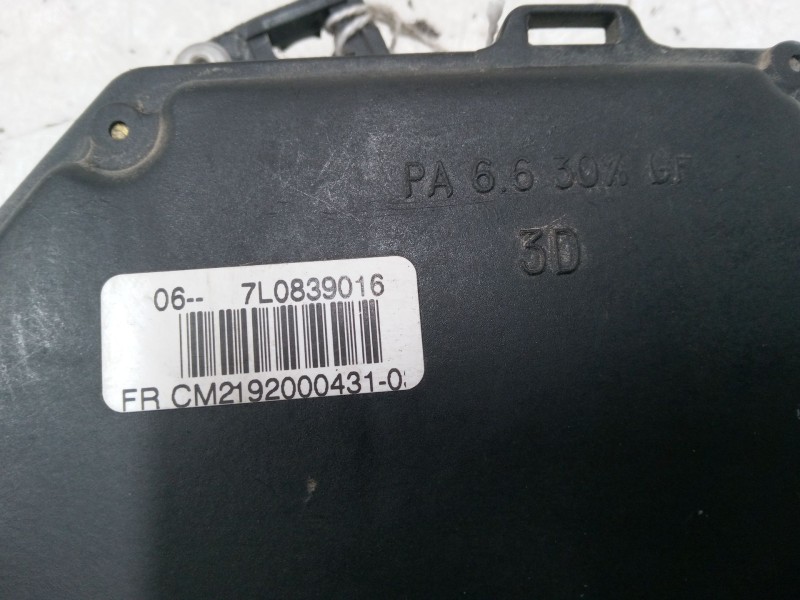 PA 6.6 30% GF
3D
06-- 7L0839016
FR CM2192000431-0